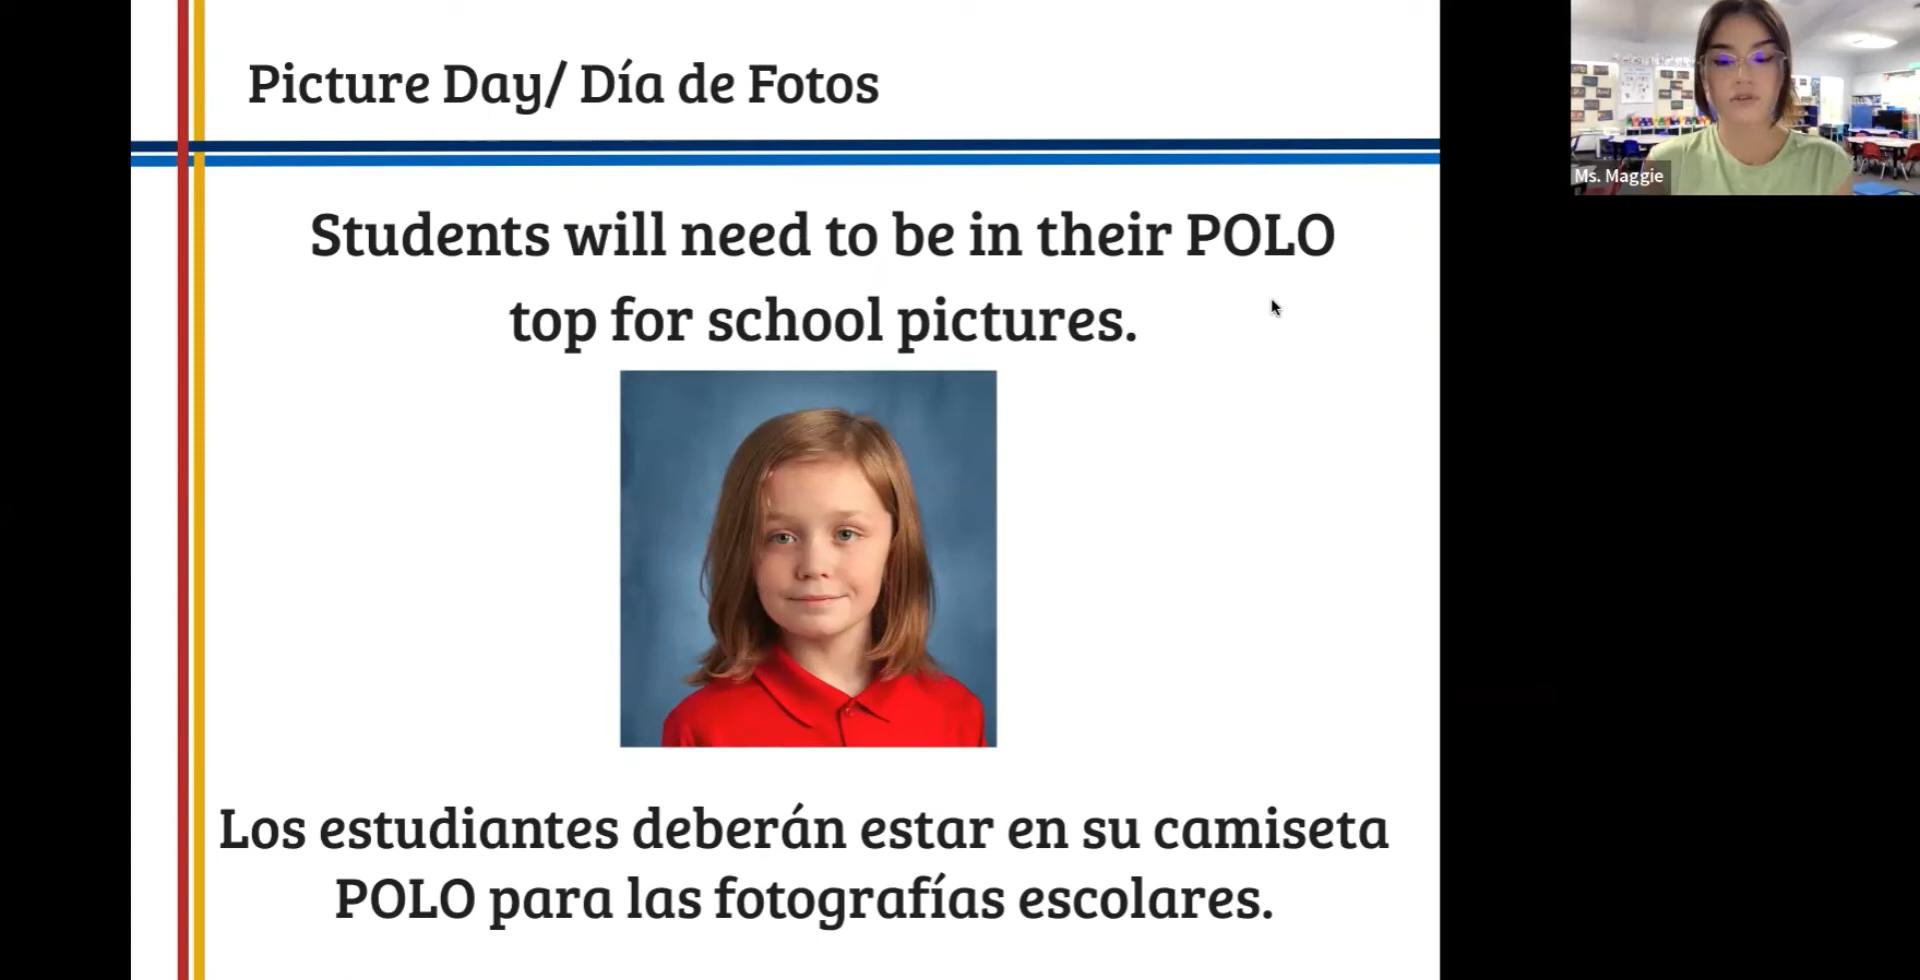 Picture Day/ Día de Fotos
Ms. Maggie
Students will need to be in their POLO
top for school pictures.
Los estudiantes deberán estar en su camiseta
POLO para las fotografías escolares.